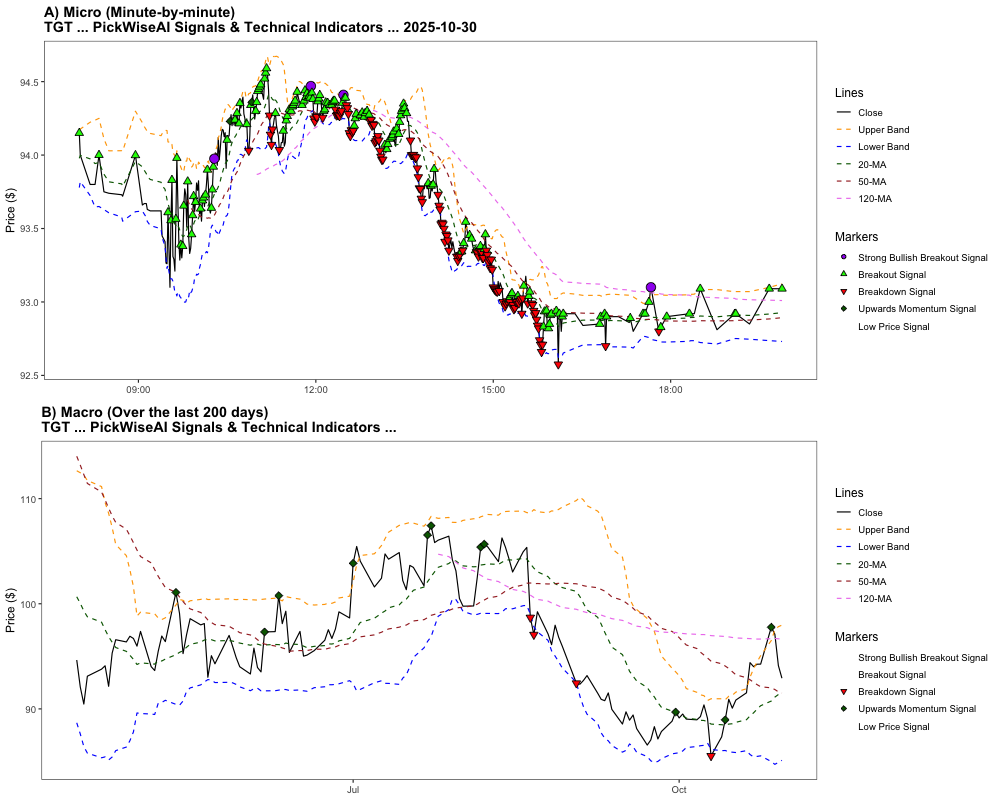 A) Micro (Minute-by-minute)
TGT ... PickWiseAI Signals & Technical Indicators ... 2025-10-30
Price ($)
94.5
94.0
93.5
93.0
92.5
09:00
12:00
15:00
18:00
Lines
Close
Upper Band
Lower Band
20-MA
50-MA
120-MA
Markers
Strong Bullish Breakout Signal
Breakout Signal
Breakdown Signal
Upwards Momentum Signal
Low Price Signal
B) Macro (Over the last 200 days)
TGT ... PickWiseAI Signals & Technical Indicators ...
Price ($)
110
100
90
Jul
Oct
Lines
Close
Upper Band
Lower Band
20-MA
50-MA
120-MA
Markers
Strong Bullish Breakout Signal
Breakout Signal
Breakdown Signal
Upwards Momentum Signal
Low Price Signal